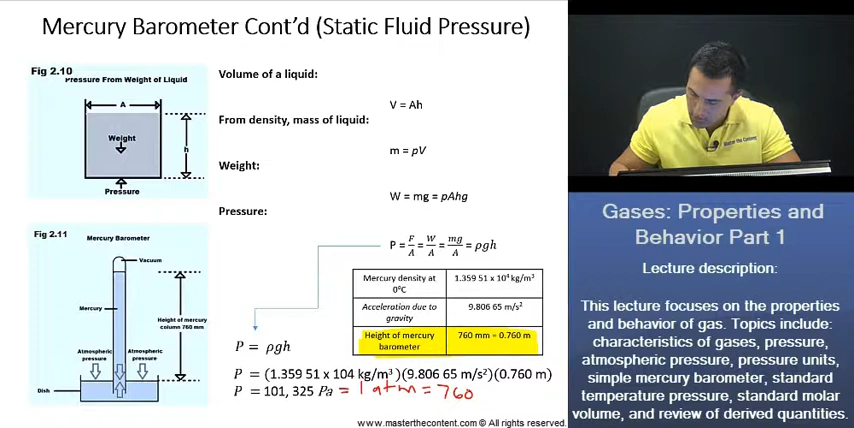 Mercury Barometer Cont'd (Static Fluid Pressure)
Fig 2.10
Pressure From Weight of Liquid
A
Weight
h
Pressure
Volume of a liquid:
V = Ah
From density, mass of liquid:
m = ρV
Weight:
W = mg = ρAhg
Pressure:
P = F/A = W/A = mg/A = ρgh
Fig 2.11
Mercury Barometer
Vacuum
Mercury
Height of mercury column 760 mm
Atmospheric pressure
Atmospheric pressure
Dish
Mercury density at 0°C
1.359 51 x 10⁴ kg/m³
Acceleration due to gravity
9.806 65 m/s²
Height of mercury barometer
760 mm – 0.760 m
P = ρgh
P = (1.359 51 x 104 kg/m³)(9.806 65 m/s²)(0.760 m)
P = 101, 325 Pa = 1 atm = 760
www.masterthecontent.com © All rights reserved.
Master the Content
Gases: Properties and
Behavior Part 1
Lecture description:
This lecture focuses on the properties
and behavior of gas. Topics include:
characteristics of gases, pressure,
atmospheric pressure, pressure units,
simple mercury barometer, standard
temperature pressure, standard molar
volume, and review of derived quantities.